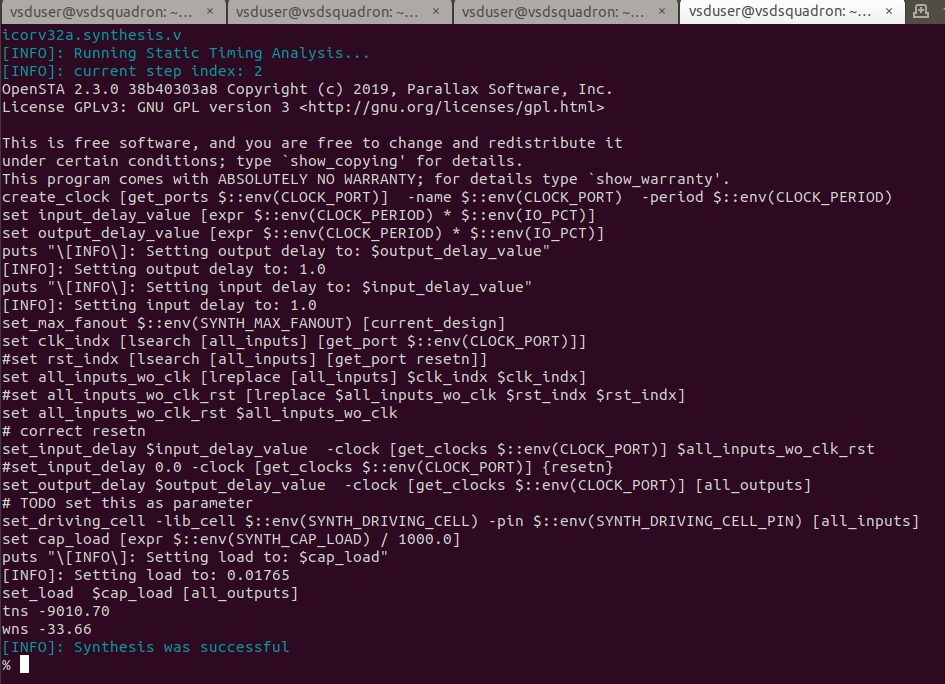 vsduser@vsdsquadron: ~... × vsduser@vsdsquadron: ~... × vsduser@vsdsquadron: ~... × vsduser@vsdsquadron: ~... ×
icorv32a.synthesis.v
[INFO]: Running Static Timing Analysis...
[INFO]: current step index: 2
OpenSTA 2.3.0 38b40303a8 Copyright (c) 2019, Parallax Software, Inc.
License GPLv3: GNU GPL version 3 <http://gnu.org/licenses/gpl.html>

This is free software, and you are free to change and redistribute it
under certain conditions; type `show_copying' for details.
This program comes with ABSOLUTELY NO WARRANTY; for details type `show_warranty'.
create_clock [get_ports $::env(CLOCK_PORT)]  -name $::env(CLOCK_PORT)  -period $::env(CLOCK_PERIOD)
set input_delay_value [expr $::env(CLOCK_PERIOD) * $::env(IO_PCT)]
set output_delay_value [expr $::env(CLOCK_PERIOD) * $::env(IO_PCT)]
puts "\[INFO\]: Setting output delay to: $output_delay_value"
[INFO]: Setting output delay to: 1.0
puts "\[INFO\]: Setting input delay to: $input_delay_value"
[INFO]: Setting input delay to: 1.0
set_max_fanout $::env(SYNTH_MAX_FANOUT) [current_design]
set clk_indx [lsearch [all_inputs] [get_port $::env(CLOCK_PORT)]]
#set rst_indx [lsearch [all_inputs] [get_port resetn]]
set all_inputs_wo_clk [lreplace [all_inputs] $clk_indx $clk_indx]
#set all_inputs_wo_clk_rst [lreplace $all_inputs_wo_clk $rst_indx $rst_indx]
set all_inputs_wo_clk_rst $all_inputs_wo_clk
# correct resetn
set_input_delay $input_delay_value  -clock [get_clocks $::env(CLOCK_PORT)] $all_inputs_wo_clk_rst
#set_input_delay 0.0 -clock [get_clocks $::env(CLOCK_PORT)] {resetn}
set_output_delay $output_delay_value  -clock [get_clocks $::env(CLOCK_PORT)] [all_outputs]
# TODO set this as parameter
set_driving_cell -lib_cell $::env(SYNTH_DRIVING_CELL) -pin $::env(SYNTH_DRIVING_CELL_PIN) [all_inputs]
set cap_load [expr $::env(SYNTH_CAP_LOAD) / 1000.0]
puts "\[INFO\]: Setting load to: $cap_load"
[INFO]: Setting load to: 0.01765
set_load  $cap_load [all_outputs]
tns -9010.70
wns -33.66
[INFO]: Synthesis was successful
%